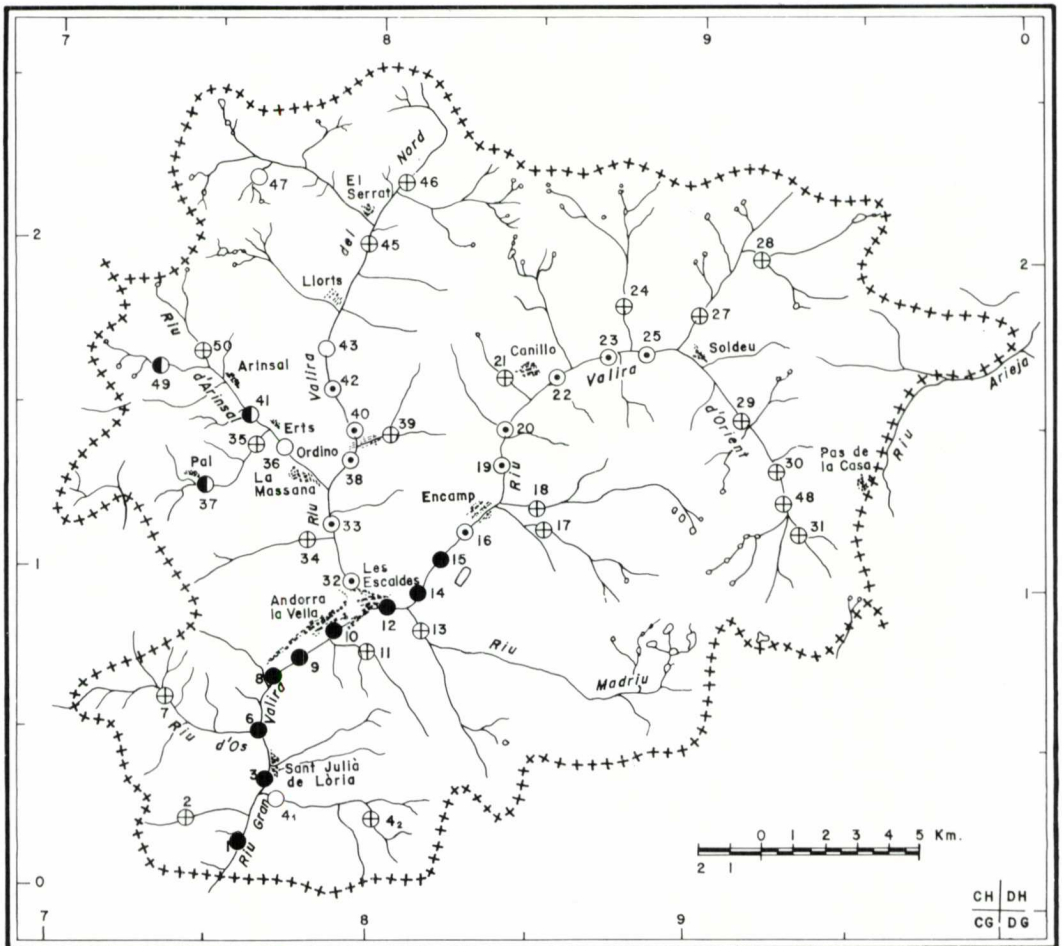 7 8 9 0
Nord
47
El
Serrat
46
del
45
2
28
2
Llorts
24
27
Riu
50
43
23
25
Canillo
21
Soldeu
Arinsal
Valira
49
d'Arinsal
42
22
Valira
Arieja
41
Erts
40
39
20
29
d'Orient
35
36
Ordino
Pal
La
Massana
38
19
Riu
30
Pas de
la Casa
Riu
37
Encamp
18
48
33
Riu
17
31
34
16
1
15
32
Les
Escaldes
14
1
Andorra
la Vella
12
10
13
Riu
11
9
8
Madriu
Valira
7
Riu
6
d'Os
3
Sant Julià
de Lòria
2
4₁
4₂
Riu Gran
1
0 1 2 3 4 5 Km.
2 1
0
CH DH
CG DG
7 8 9